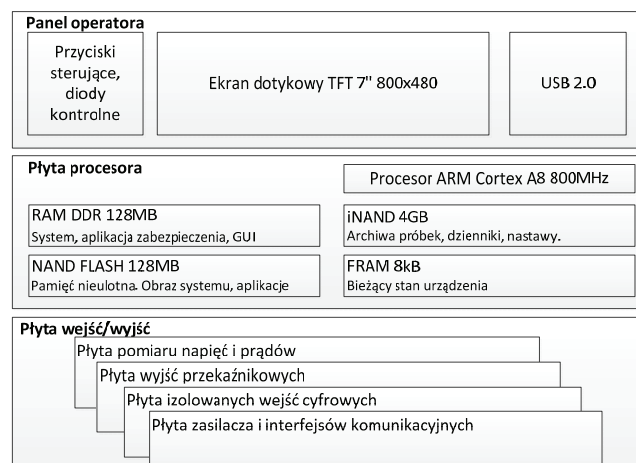 Panel operatora
Przyciski
sterujące,
diody
kontrolne
Ekran dotykowy TFT 7" 800x480
USB 2.0
Płyta procesora
Procesor ARM Cortex A8 800MHz
RAM DDR 128MB
System, aplikacja zabezpieczenia, GUI
iNAND 4GB
Archiwa próbek, dzienniki, nastawy.
NAND FLASH 128MB
Pamięć nieulotna. Obraz systemu, aplikacje
FRAM 8kB
Bieżący stan urządzenia
Płyta wejść/wyjść
Płyta pomiaru napięć i prądów
Płyta wyjść przekaźnikowych
Płyta izolowanych wejść cyfrowych
Płyta zasilacza i interfejsów komunikacyjnych